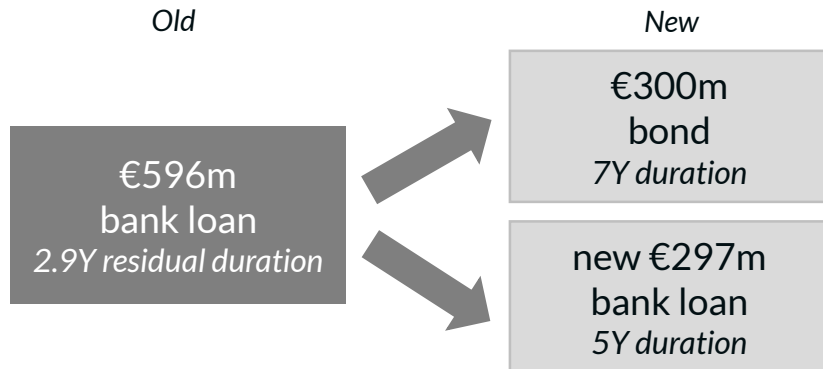 Old
€596m
bank loan
2.9Y residual duration
New
€300m
bond
7Y duration
new €297m
bank loan
5Y duration